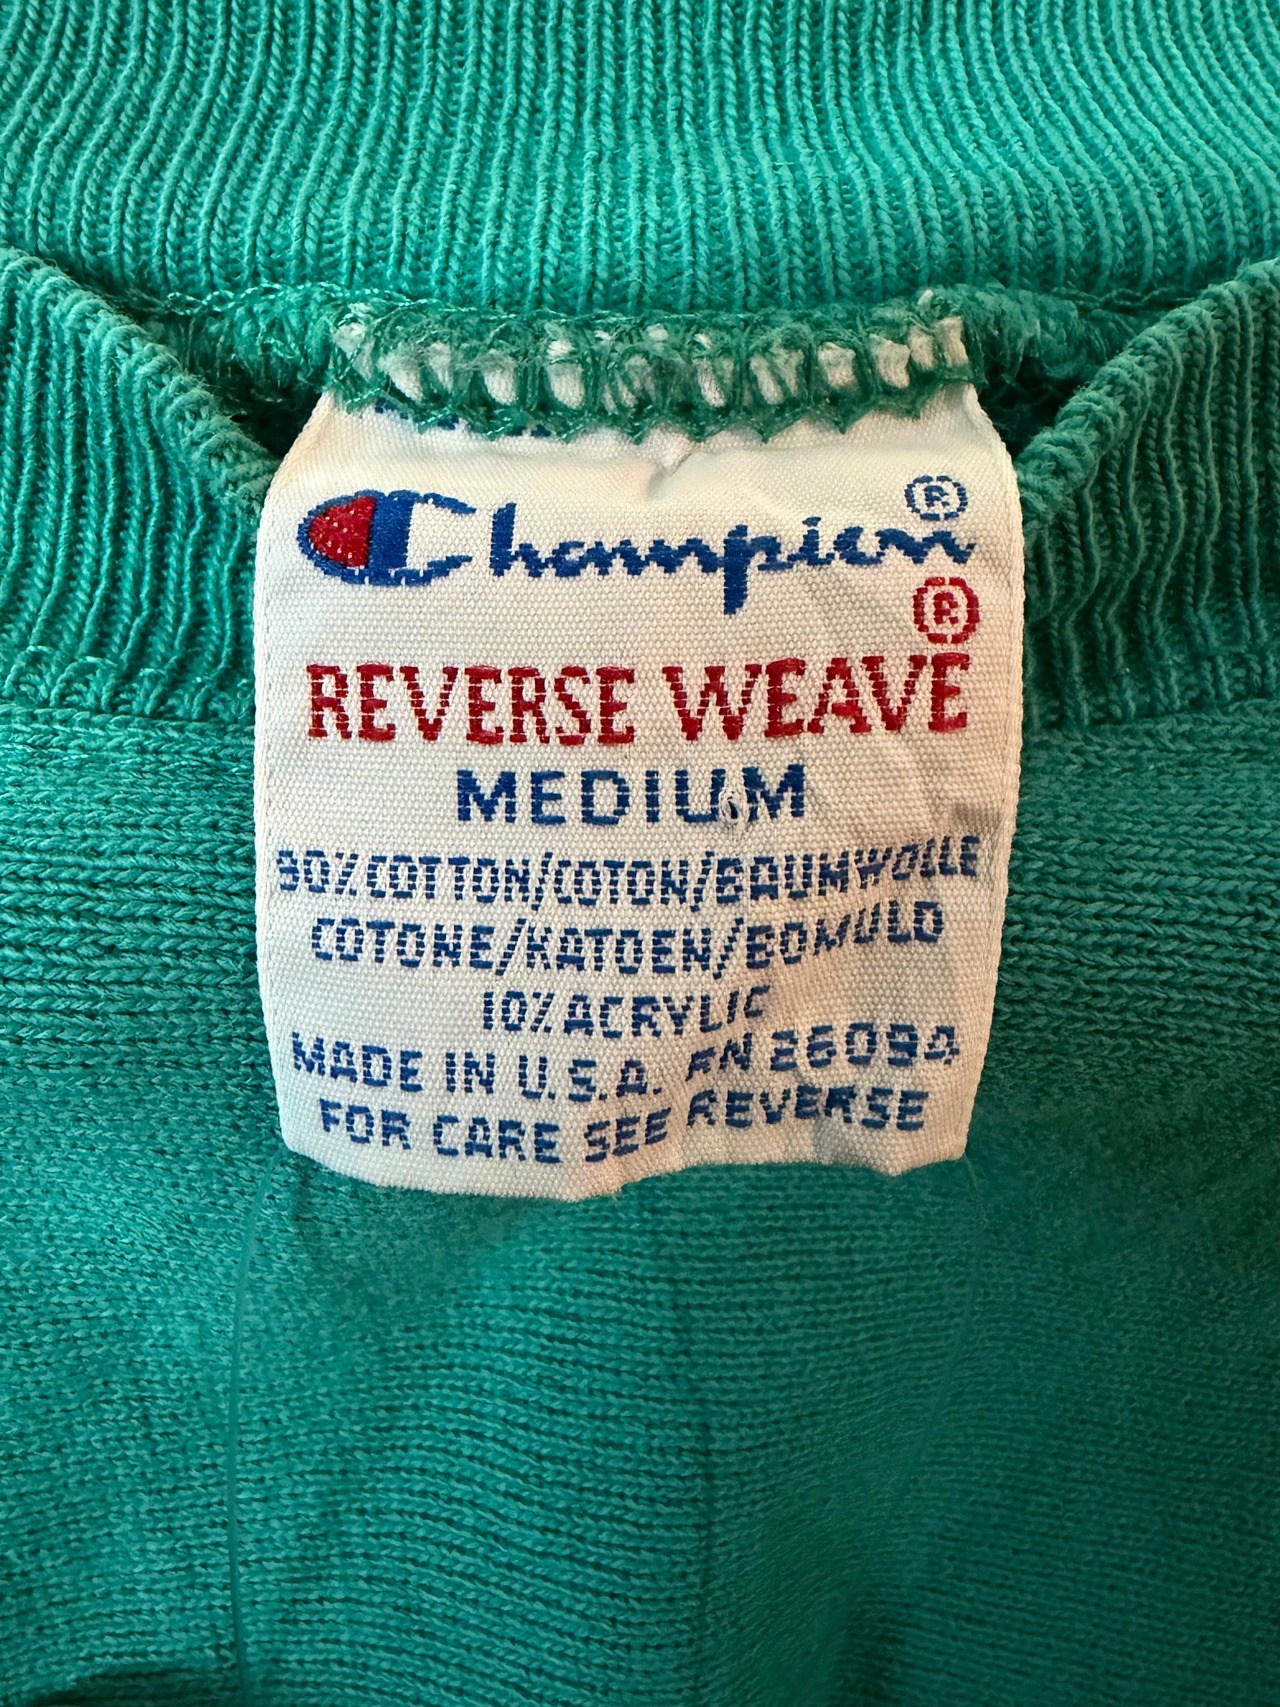 Champion®
®
REVERSE WEAVE
MEDIUM
90% COTTON/COTON/BAUMWOLLE
COTONE/KATOEN/BOMULD
10% ACRYLIC
MADE IN U.S.A. RN 26094
FOR CARE SEE REVERSE